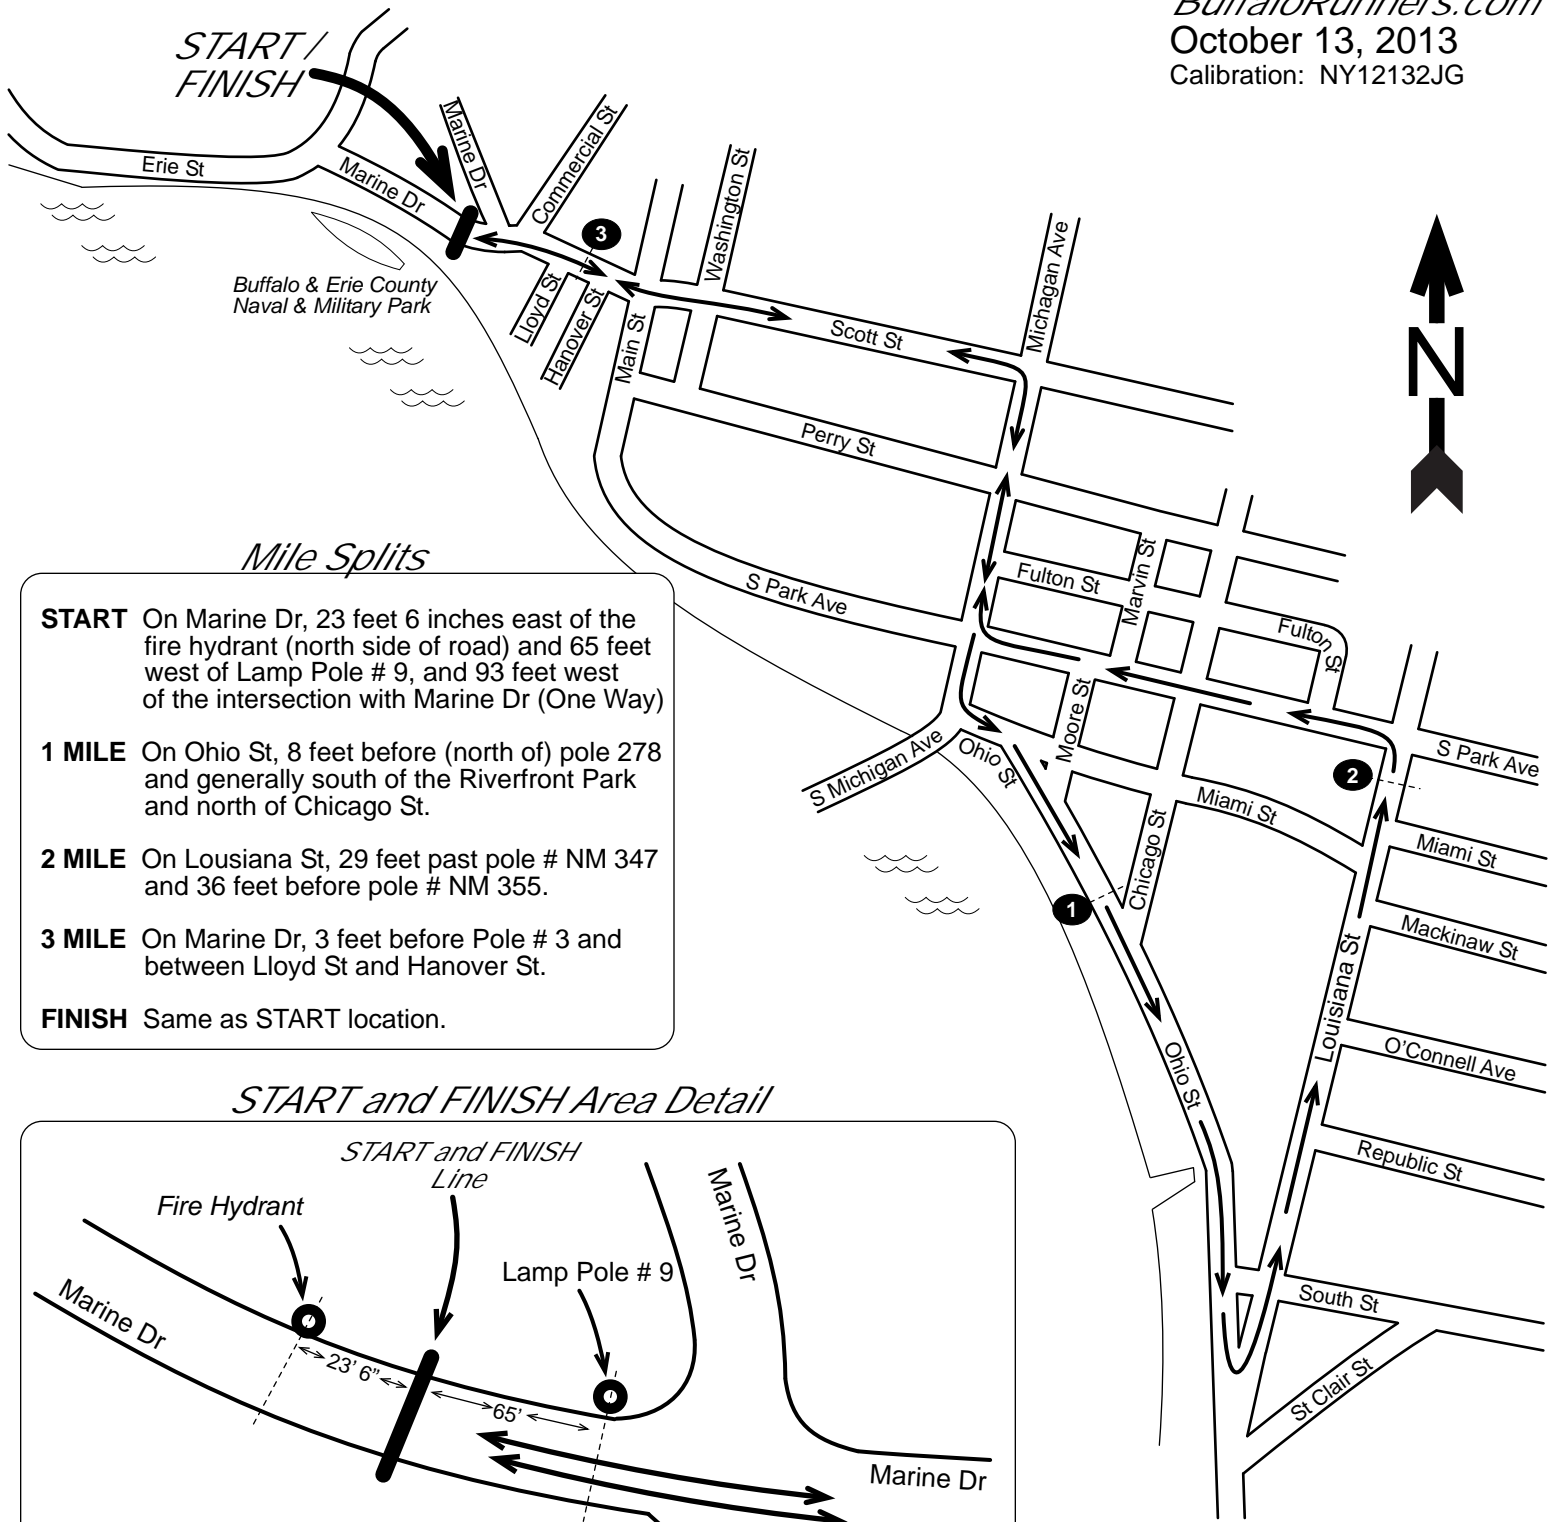 BuffaloRunners.com
October 13, 2013
Calibration: NY12132JG
START /
FINISH
Erie St
Marine Dr
Marine Dr
Commercial St
3
Washington St
Michagan Ave
Buffalo & Erie County
Naval & Military Park
Lloyd St
Hanover St
Main St
Scott St
N
Perry St
S Park Ave
Fulton St
Marvin St
Fulton St
Moore St
S Michigan Ave
Ohio St
S Park Ave
2
Miami St
Miami St
Chicago St
1
Mackinaw St
Louisiana St
O'Connell Ave
Ohio St
Republic St
South St
St Clair St
Mile Splits
START On Marine Dr, 23 feet 6 inches east of the
fire hydrant (north side of road) and 65 feet
west of Lamp Pole # 9, and 93 feet west
of the intersection with Marine Dr (One Way)
1 MILE On Ohio St, 8 feet before (north of) pole 278
and generally south of the Riverfront Park
and north of Chicago St.
2 MILE On Lousiana St, 29 feet past pole # NM 347
and 36 feet before pole # NM 355.
3 MILE On Marine Dr, 3 feet before Pole # 3 and
between Lloyd St and Hanover St.
FINISH Same as START location.
START and FINISH Area Detail
START and FINISH
Line
Fire Hydrant
Marine Dr
Lamp Pole # 9
Marine Dr
23' 6"
65'
Marine Dr